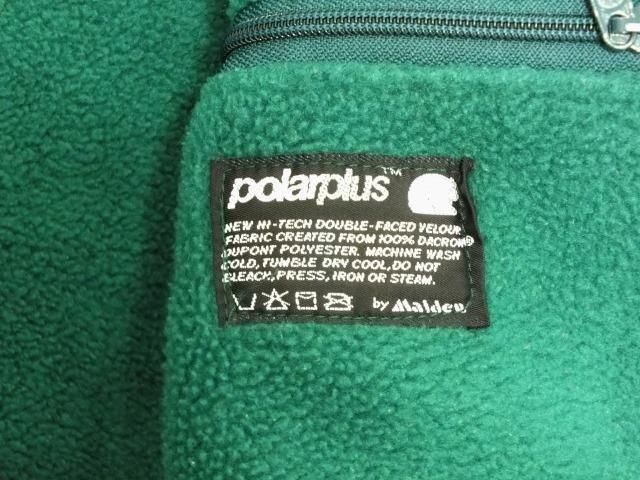 polarplus™
NEW HI-TECH DOUBLE-FACED VELOUR
FABRIC CREATED FROM 100% DACRON®
DUPONT POLYESTER. MACHINE WASH
COLD, TUMBLE DRY COOL, DO NOT
BLEACH, PRESS, IRON OR STEAM.
by Malden